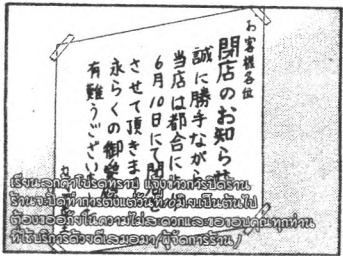 お客様各位
閉店のお知らせ
誠に勝手ながら
当店は都合に
6月10日にて閉
させて頂きま
永らくの御
有難うござい
เรียนลูกค้าโปรดทราบ แจ้งข่าวการปิดร้าน
ร้านจะปิดทำการตั้งแต่วันที่ เป็นต้นไป
ต้องขออภัยในความไม่สะดวกและขอขอบคุณทุกท่าน
ที่ใช้บริการด้วยดีเสมอมา/ผู้จัดการร้าน/